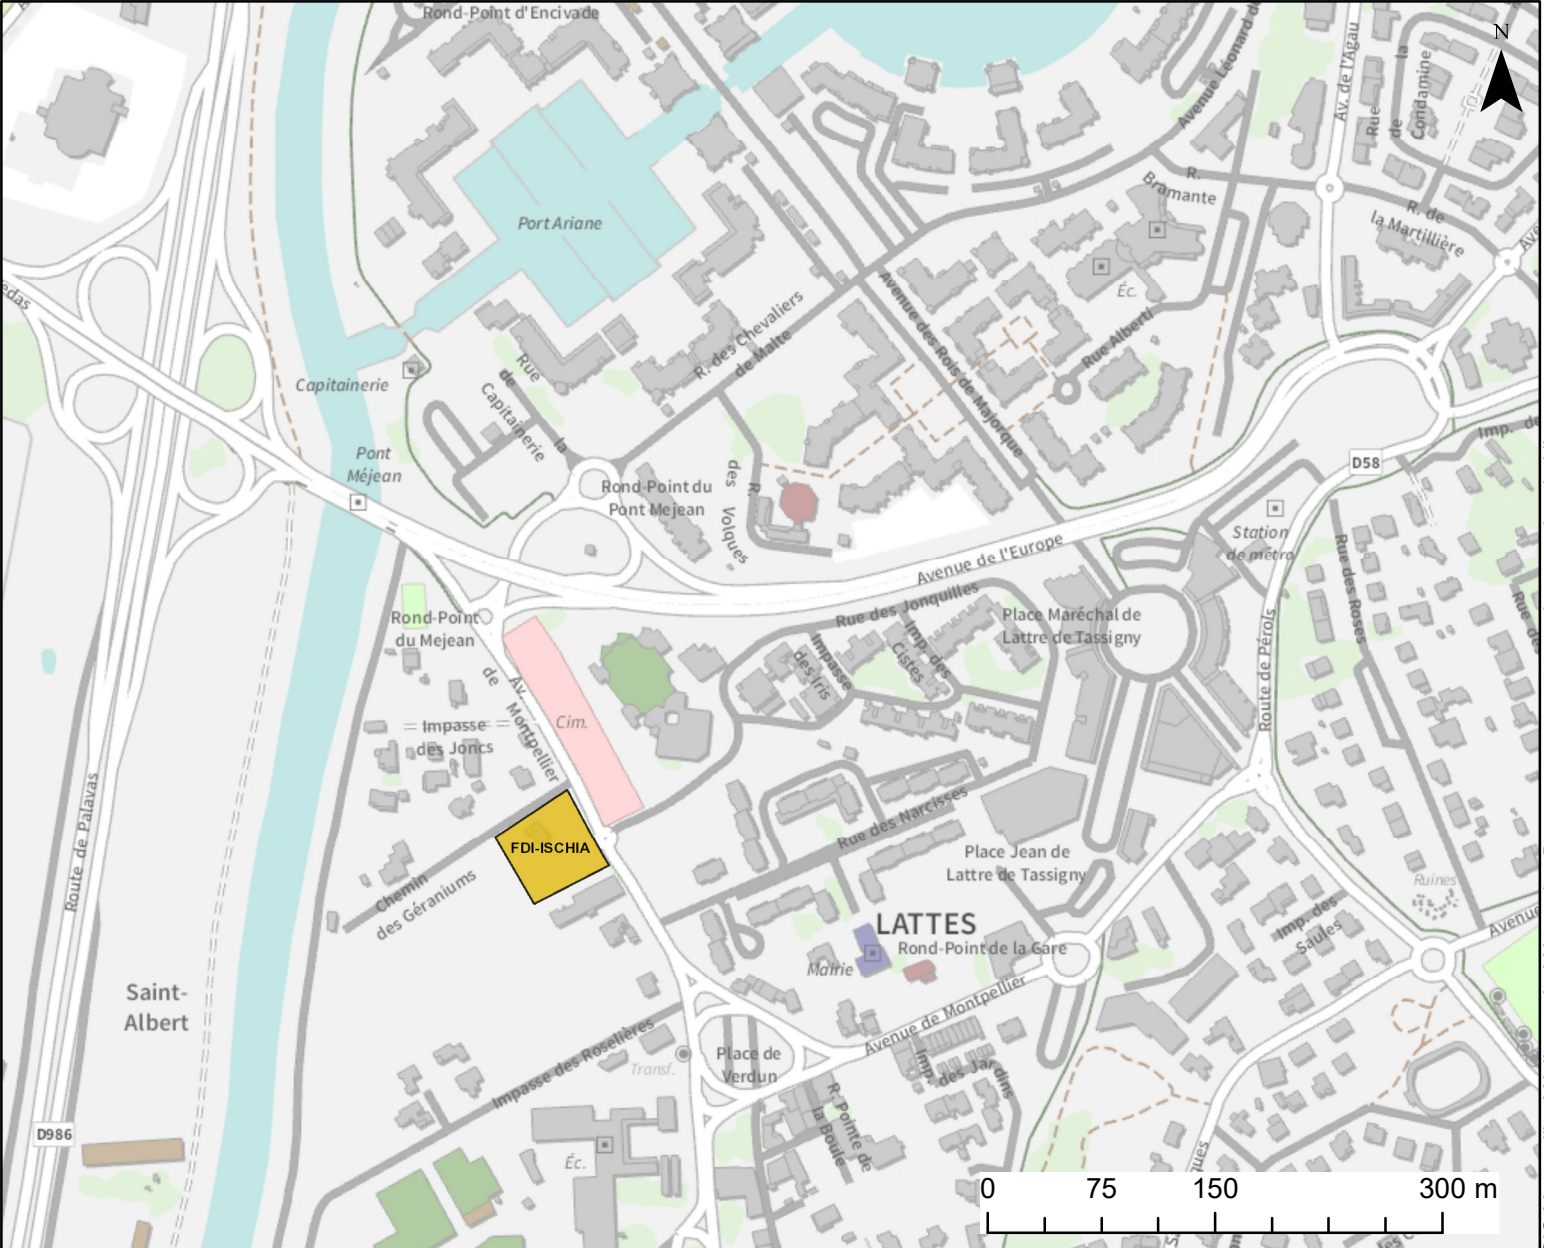 Rond-Point d'Encivade
N
Avenue Léonard
Av. de l'Agau
Rue de la
Condamine
R.
Bramante
R. de
la Martillière
Port Ariane
Éc.
Rue Alberti
Avenue des Rois de Majorque
R. des Chevaliers
de Malte
Rue
de
la
Capitainerie
Capitainerie
Pont
Méjean
Rond-Point du
Pont Mejean
R.
des Volques
D58
Imp.
Station
de métro
Avenue de l'Europe
Rue des Jonquilles
Place Maréchal de
Lattre de Tassigny
Rue des Roses
Route de Pérols
Rond-Point
du Mejean
Impasse
des Iris
Imp. des
Cistes
Av.
de
Montpellier
Cim.
Impasse
des Joncs
Route de Palavas
FDI-ISCHIA
Rue des Narcisses
Place Jean de
Lattre de Tassigny
Chemin
des Géraniums
Ruines
Imp. des
Saules
Avenue
LATTES
Rond-Point de la Gare
Mairie
Saint-
Albert
Avenue de Montpellier
Impasse des Roselières
Transf.
Place de
Verdun
Imp.
des Jardins
R. Pointe de
la Boule
D986
Éc.
0 75 150 300 m